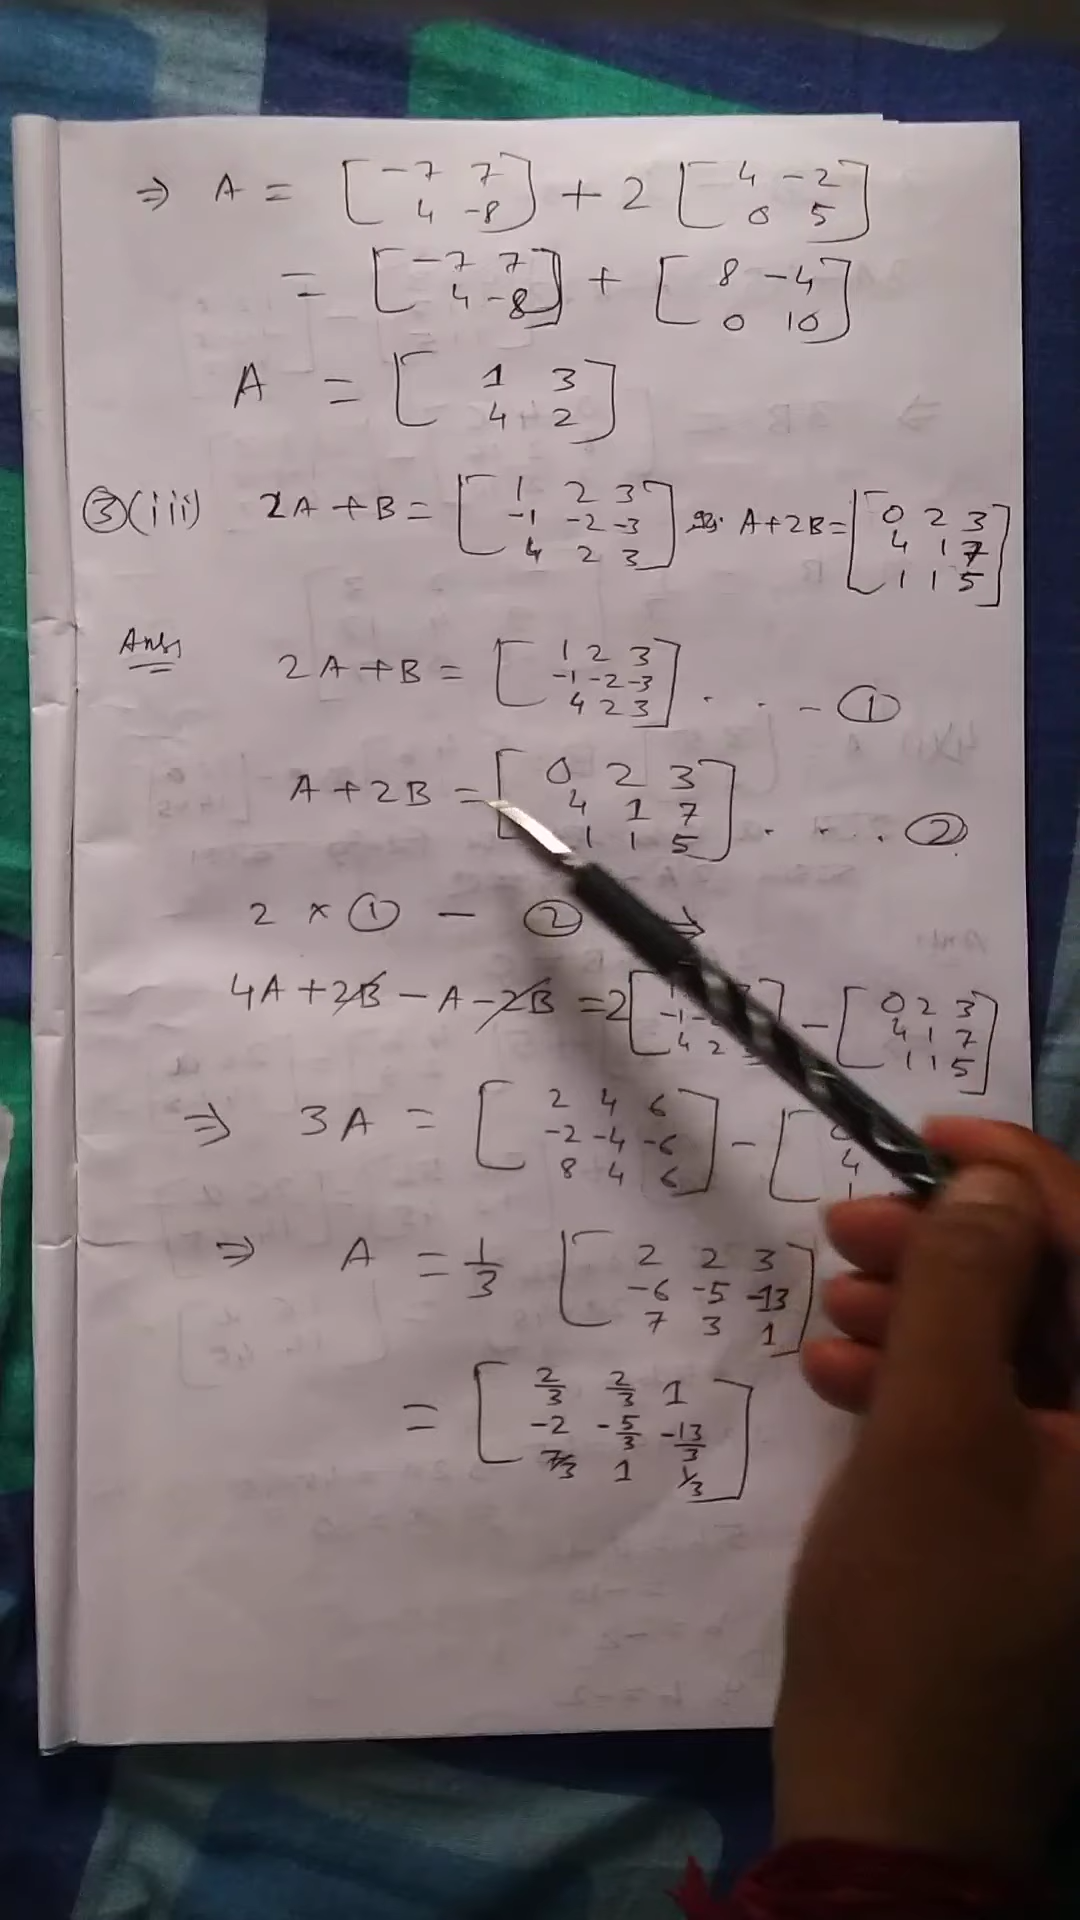 ⇒ A = [-7 7 + 2 [4 -2
4 -8] 0 5]
= [-7 7 + [8 -4
4 -8] 0 10]
A = [1 3
4 2]
③(iii) 2A + B = [1 2 3 A + 2B = [0 2 3
-1 -2 -3 4 1 7
4 2 3] 1 1 5]
Ans, 2A + B = [1 2 3
-1 -2 -3
4 2 3] . . - ①
A + 2B = [0 2 3
4 1 7
1 1 5] . . . ②
2 × ① - ② ⇒
4A + 2B - A - 2B = 2 [ - [0 2 3
-1 4 1 7
4 2 ] 1 1 5]
⇒ 3A = [2 4 6 - [
-2 -4 -6 4
8 4 6]
⇒ A = 1/3 [2 2 3
-6 -5 -13
7 3 1]
= [2/3 2/3 1
-2 -5/3 -13/3
7/3 1 1/3]